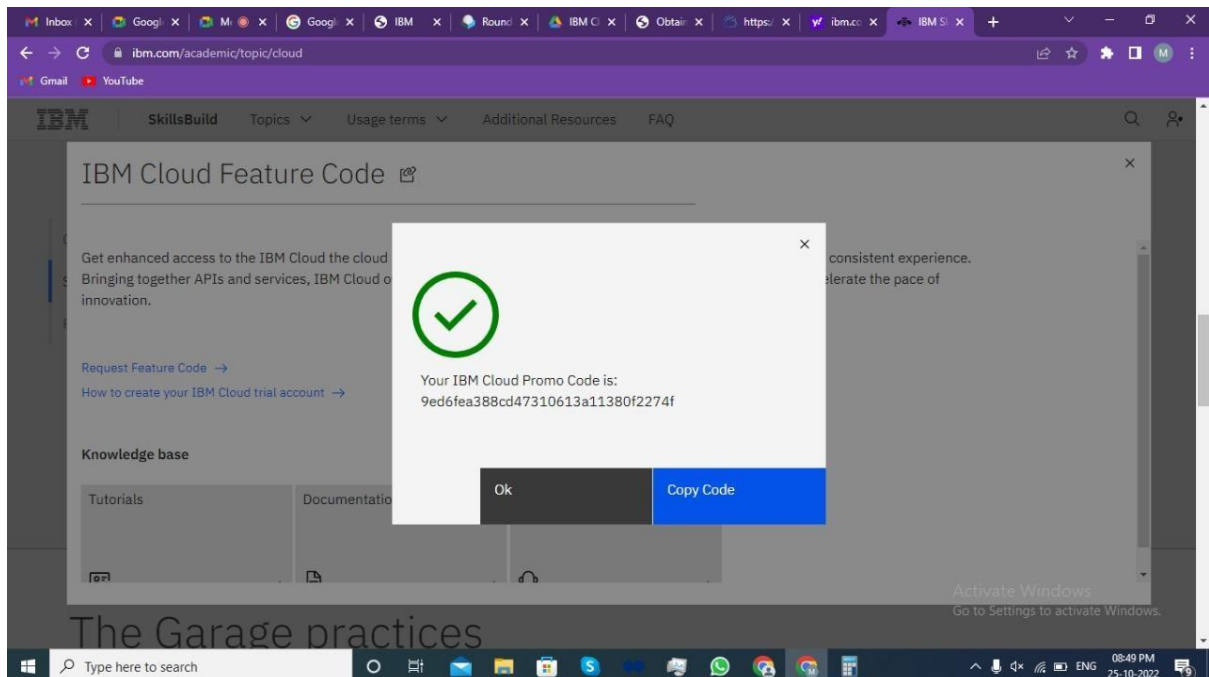 Inbox
Googl
Me
Googl
IBM
Round
IBM Cl
Obtain
https:/
ibm.co
IBM S
ibm.com/academic/topic/cloud
M
Gmail
YouTube
IBM
SkillsBuild Topics Usage terms Additional Resources FAQ
IBM Cloud Feature Code
Get enhanced access to the IBM Cloud the cloud
consistent experience.
Bringing together APIs and services, IBM Cloud o
elerate the pace of
innovation.
Request Feature Code →
How to create your IBM Cloud trial account →
Your IBM Cloud Promo Code is:
9ed6fea388cd47310613a11380f2274f
Ok
Copy Code
Knowledge base
Tutorials
Documentatio
Activate Windows
Go to Settings to activate Windows.
The Garage practices
Type here to search
ENG
08:49 PM
25-10-2022